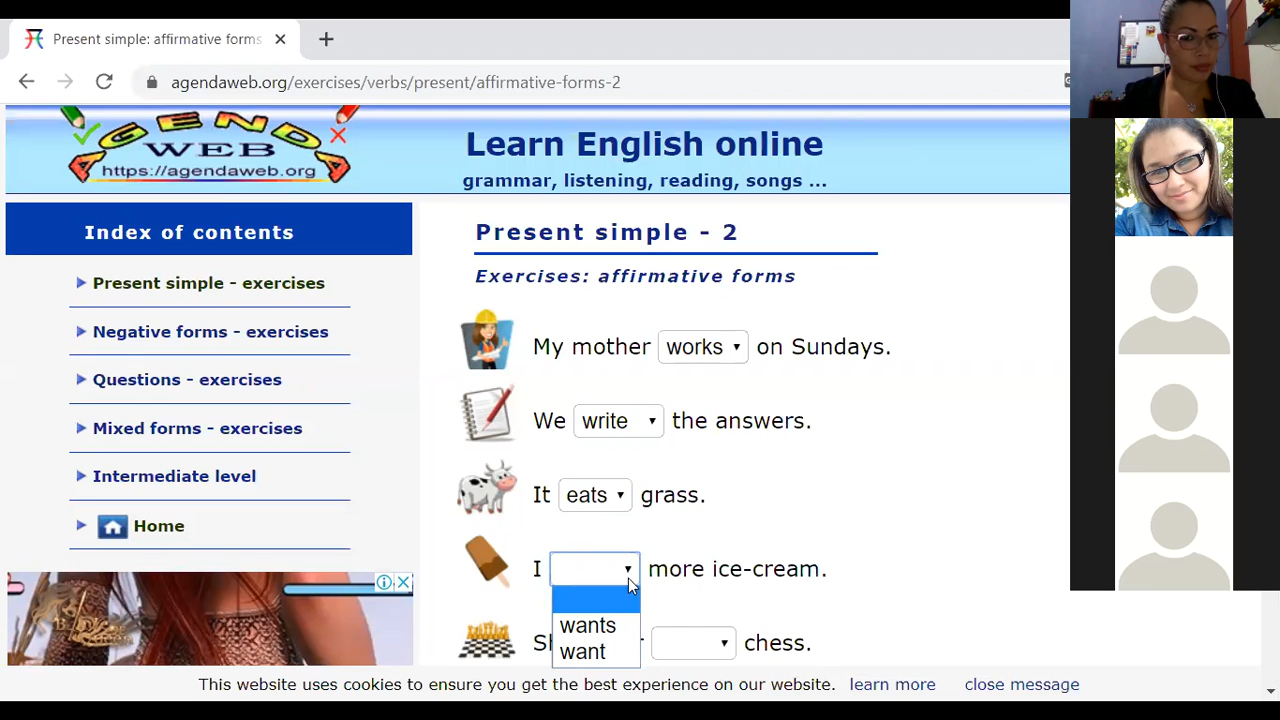 Present simple: affirmative forms
agendaweb.org/exercises/verbs/present/affirmative-forms-2
AGENDA
WEB
https://agendaweb.org
Learn English online
grammar, listening, reading, songs ...
Index of contents
Present simple - exercises
Negative forms - exercises
Questions - exercises
Mixed forms - exercises
Intermediate level
Home
Present simple - 2
Exercises: affirmative forms
My mother works on Sundays.
We write the answers.
It eats grass.
I more ice-cream.
wants
want
chess.
This website uses cookies to ensure you get the best experience on our website. learn more close message